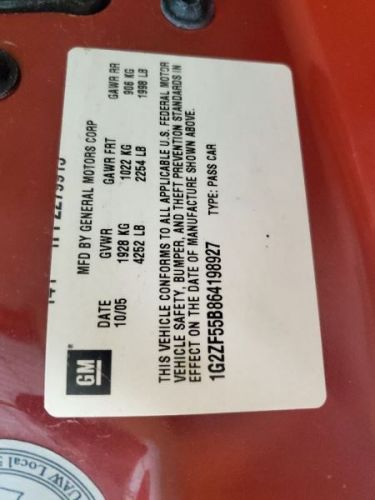 GM
MFD BY GENERAL MOTORS CORP
DATE GVWR GAWR FRT GAWR RR
10/05 1928 KG 1022 KG 906 KG
4252 LB 2254 LB 1998 LB
THIS VEHICLE CONFORMS TO ALL APPLICABLE U.S. FEDERAL MOTOR
VEHICLE SAFETY, BUMPER, AND THEFT PREVENTION STANDARDS IN
EFFECT ON THE DATE OF MANUFACTURE SHOWN ABOVE.
1G2ZF55B864198927 TYPE: PASS CAR
UAW Local